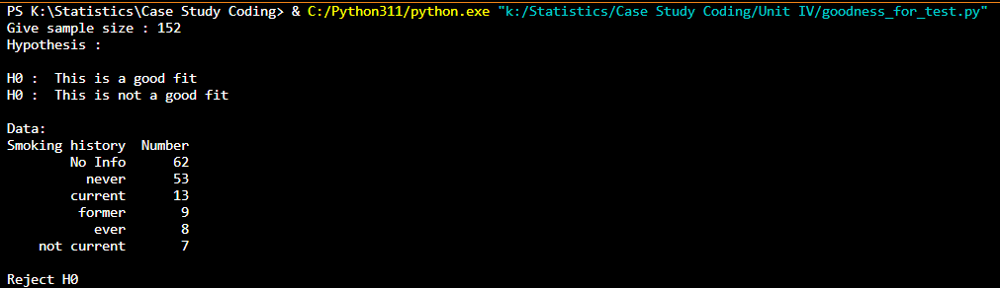 PS K:\Statistics\Case Study Coding> & C:/Python311/python.exe "k:/Statistics/Case Study Coding/Unit IV/goodness_for_test.py"
Give sample size : 152
Hypothesis :
H0 :  This is a good fit
H0 :  This is not a good fit
Data:
Smoking history  Number
No Info      62
never      53
current      13
former       9
ever       8
not current       7
Reject H0